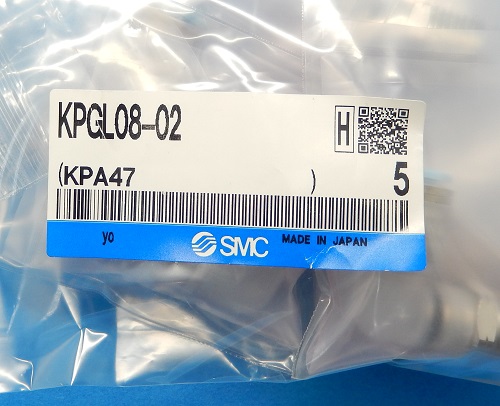 KPGL08-02
H
(KPA47 ) 5
yo SMC MADE IN JAPAN